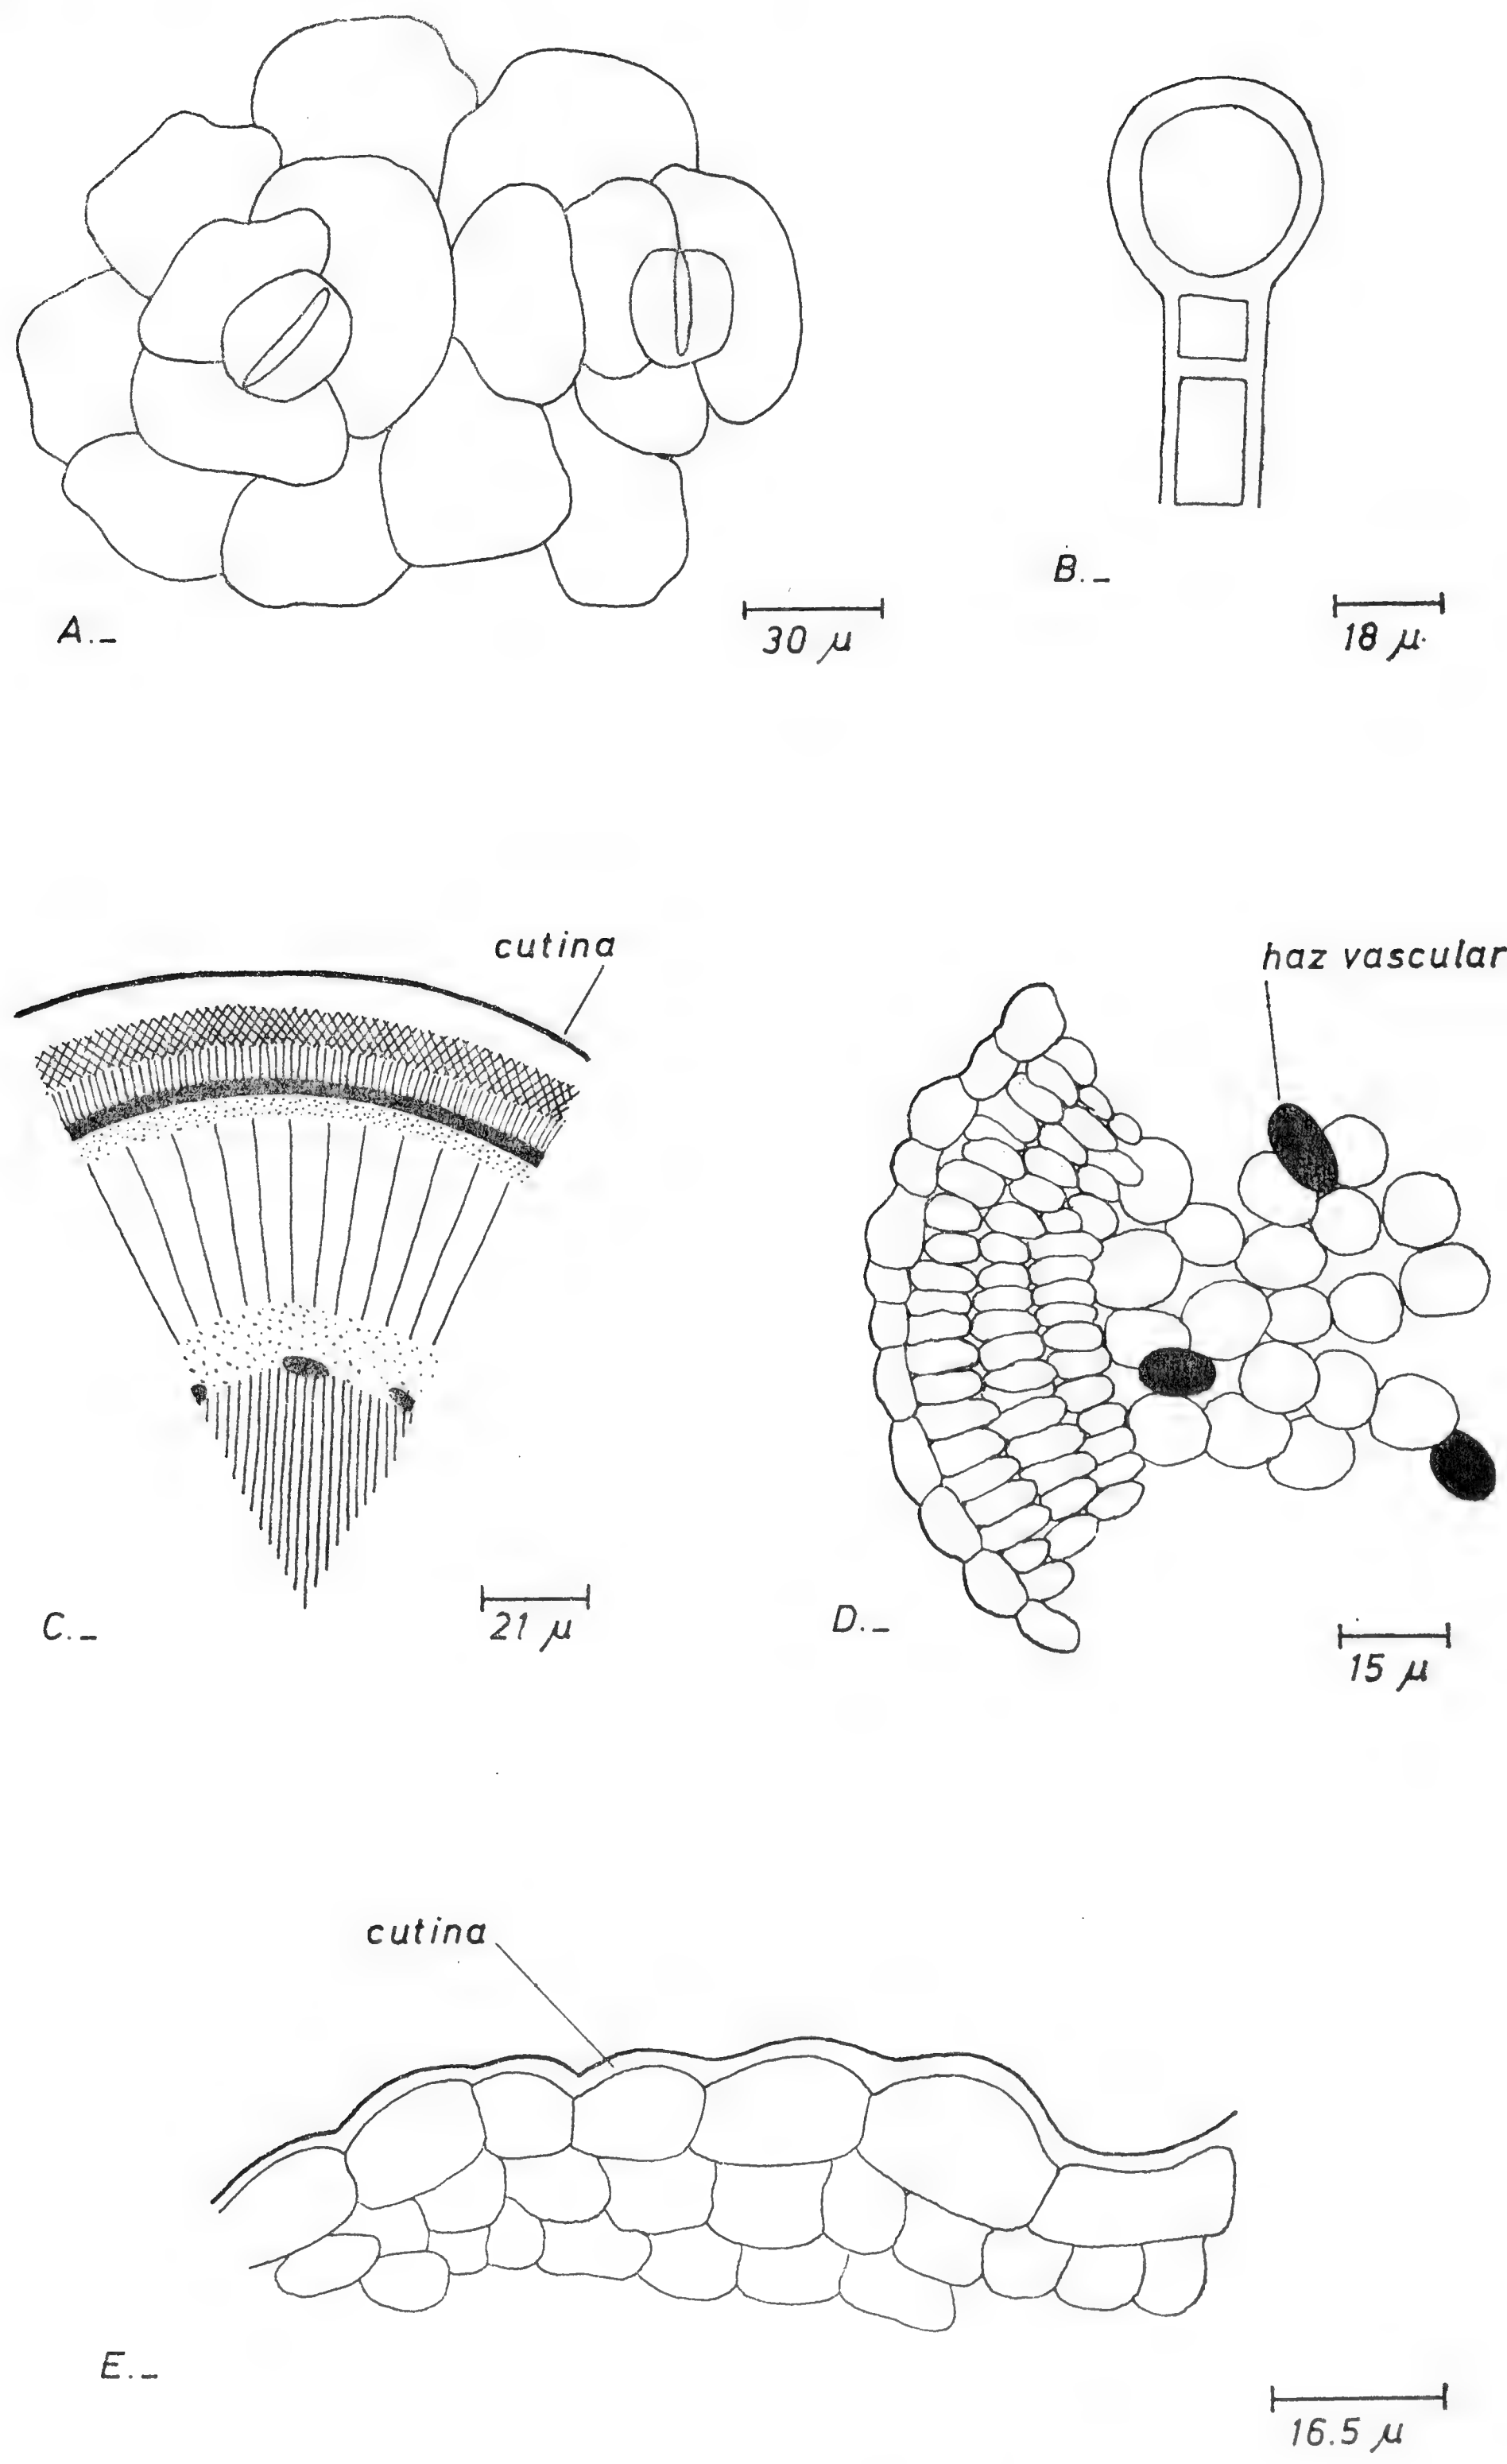 A._
30 μ
B._
18 μ.
cutina
C._
21 μ
haz vascular
D._
15 μ
cutina
E._
16.5 μ